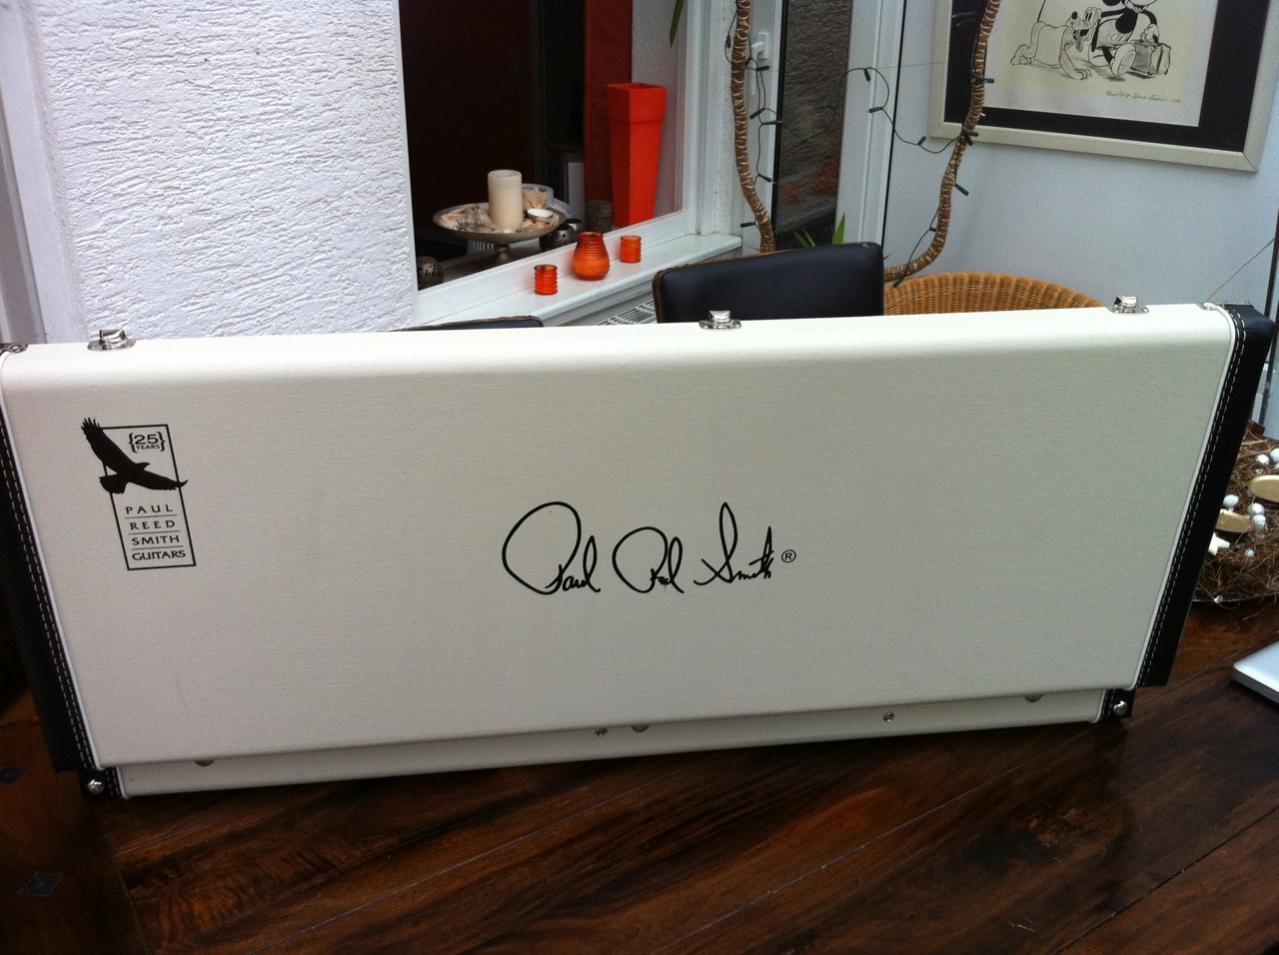 {25}
YEARS
PAUL
REED
SMITH
GUITARS
Paul Reed Smith®